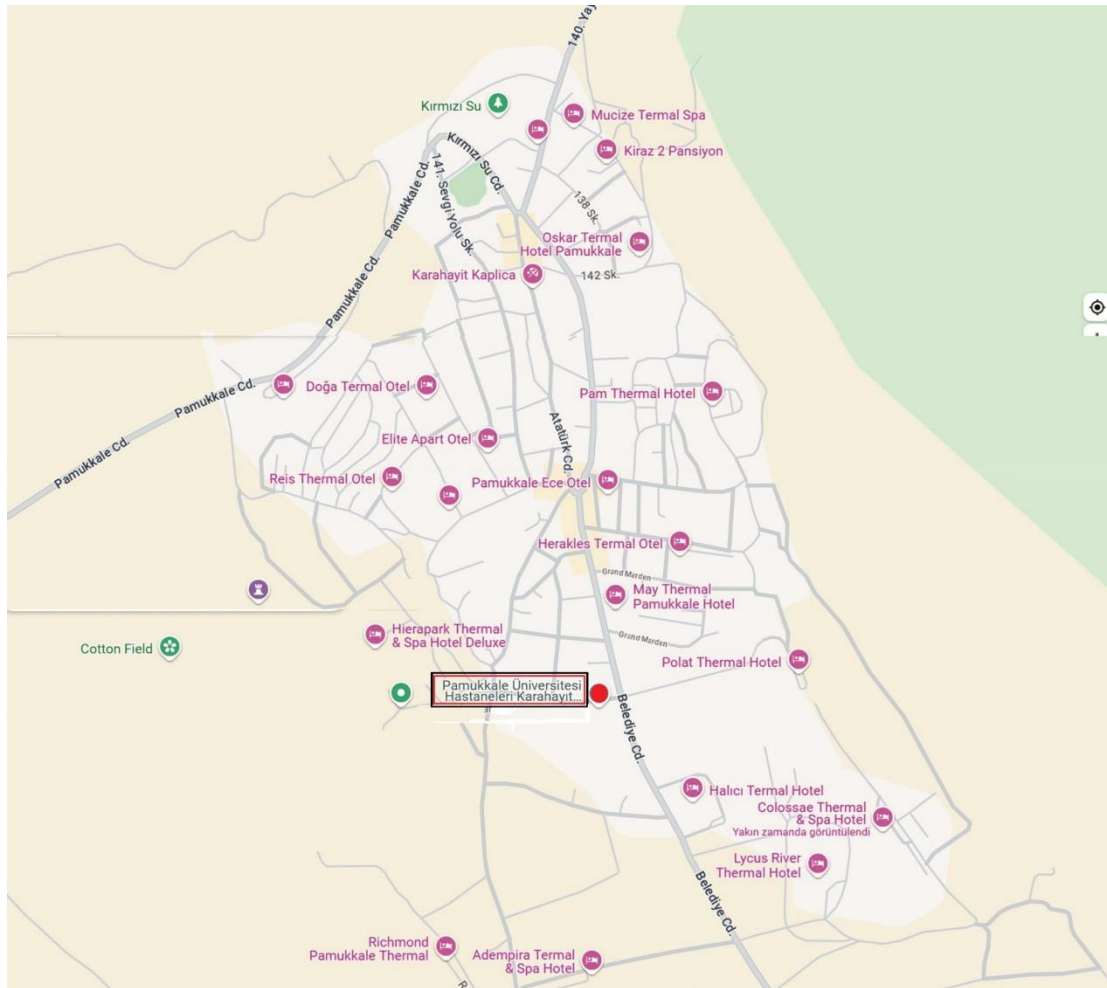 140. Yay
Kırmızı Su
Mucize Termal Spa
Kiraz 2 Pansiyon
Kırmızı Su Cd.
141. Sevgi Yolu Sk.
Pamukkale Cd.
138 Sk.
Oskar Termal
Hotel Pamukkale
Karahayit Kaplica
142 Sk.
Pamukkale Cd.
Pamukkale Cd.
Doğa Termal Otel
Pam Thermal Hotel
Atatürk Cd.
Elite Apart Otel
Pamukkale Cd.
Reis Thermal Otel
Pamukkale Ece Otel
Herakles Termal Otel
Grand Marden
May Thermal
Pamukkale Hotel
Hierapark Thermal
& Spa Hotel Deluxe
Grand Marden
Cotton Field
Polat Thermal Hotel
Pamukkale Üniversitesi
Hastaneleri Karahayıt...
Belediye Cd.
Halıcı Termal Hotel
Colossae Thermal
& Spa Hotel
Yakın zamanda görüntülendi
Lycus River
Thermal Hotel
Belediye Cd.
Richmond
Pamukkale Thermal
Adempira Termal
& Spa Hotel